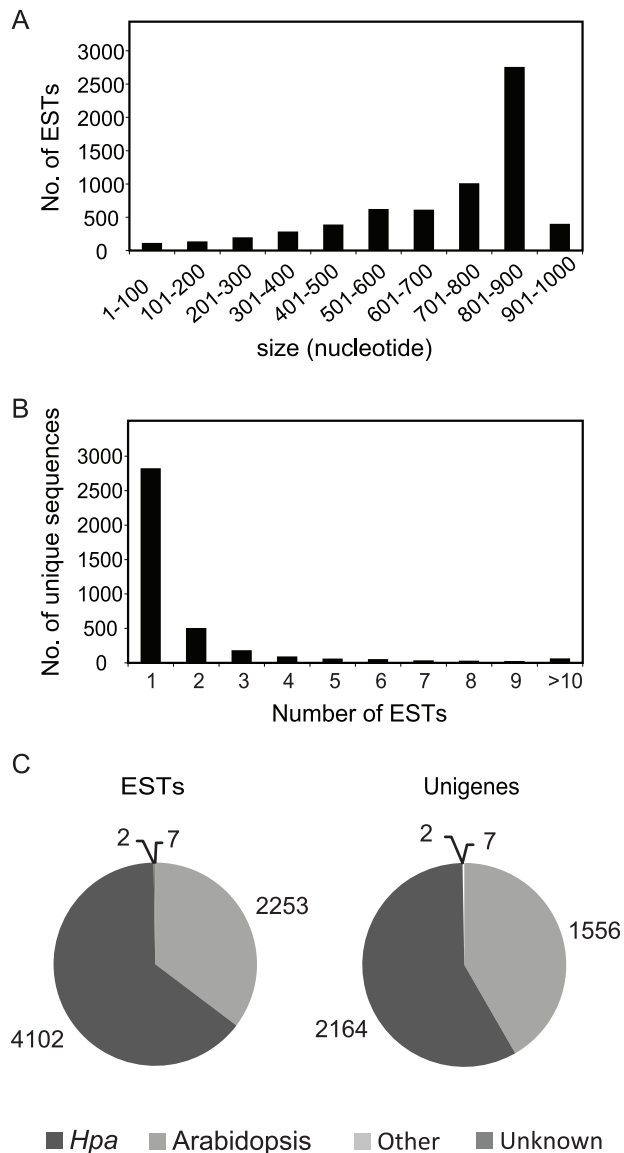 A
No. of ESTs
3000
2500
2000
1500
1000
500
0
1-100
101-200
201-300
301-400
401-500
501-600
601-700
701-800
801-900
901-1000
size (nucleotide)
B
No. of unique sequences
3000
2500
2000
1500
1000
500
0
1 2 3 4 5 6 7 8 9 >10
Number of ESTs
C
ESTs
2 7
2253
4102
Unigenes
2 7
1556
2164
Hpa Arabidopsis Other Unknown